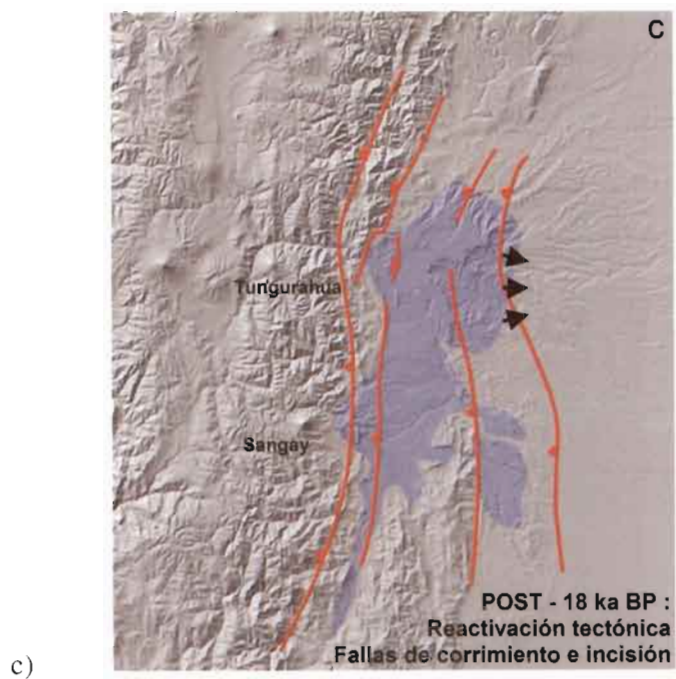 C
Tungurahua
Sangay
POST - 18 ka BP :
Reactivación tectónica
Fallas de corrimiento e incisión
c)